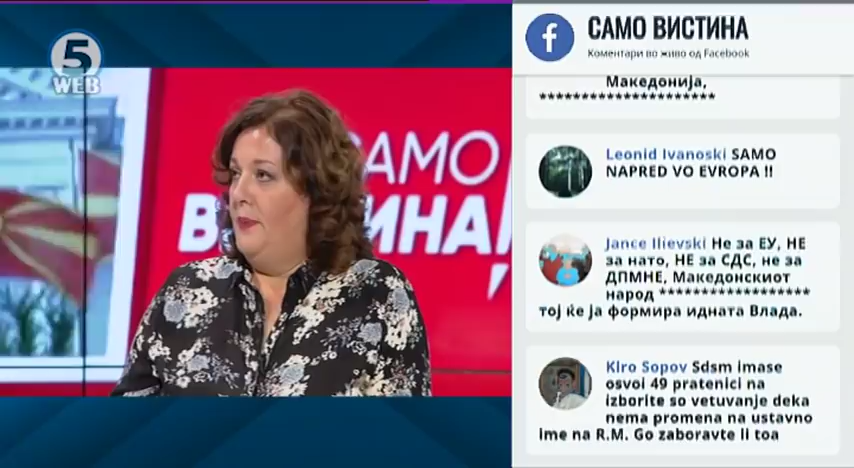 5
WEB
САМО
ВИСТИНА!
f
САМО ВИСТИНА
Коментари во живо од Facebook
Македонија,
*********************
Leonid Ivanoski SAMO
NAPRED VO EVROPA !!
Jance Ilievski Не за ЕУ, НЕ
за нато, НЕ за СДС, не за
ДПМНЕ, Македонскиот
народ ******************
тој ќе ја формира идната Влада.
Kiro Sopov Sdsm imase
osvoi 49 pratenici na
izborite so vetuvanje deka
nema promena na ustavno
ime na R.M. Go zaboravte li toa